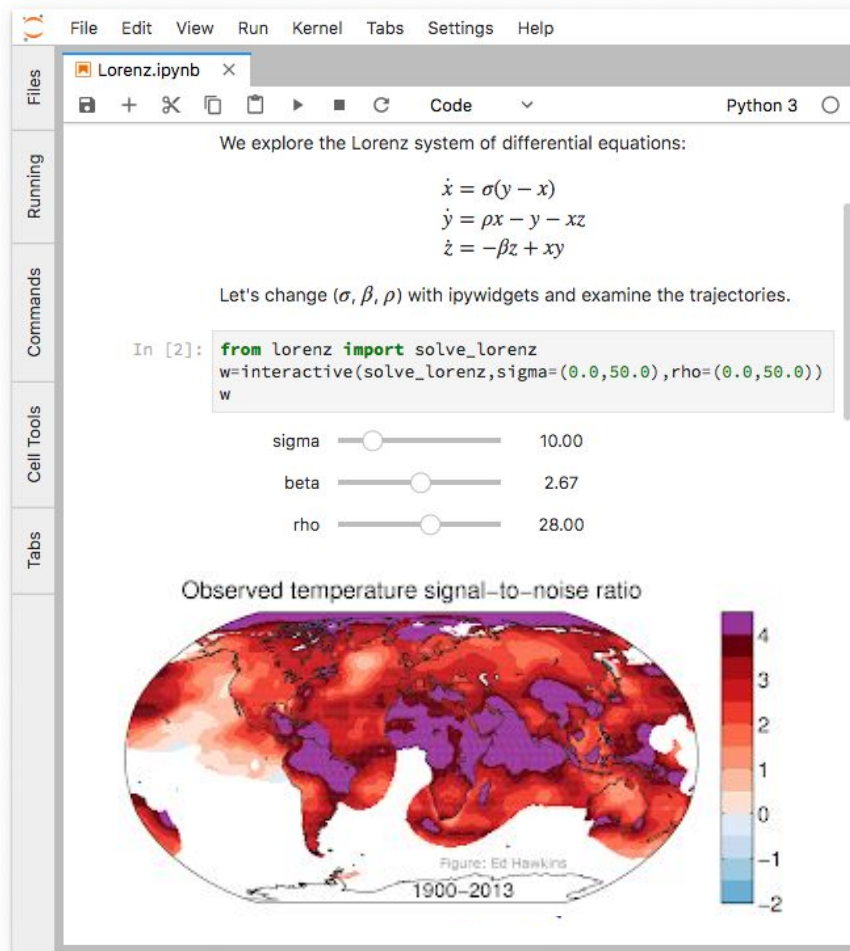 File Edit View Run Kernel Tabs Settings Help
Files
Running
Commands
Cell Tools
Tabs
Lorenz.ipynb ×
Code Python 3
We explore the Lorenz system of differential equations:
ẋ = σ(y − x)
ẏ = ρx − y − xz
ż = −βz + xy
Let's change (σ, β, ρ) with ipywidgets and examine the trajectories.
In [2]: from lorenz import solve_lorenz
w=interactive(solve_lorenz,sigma=(0.0,50.0),rho=(0.0,50.0))
w
sigma 10.00
beta 2.67
rho 28.00
Observed temperature signal−to−noise ratio
4
3
2
1
0
−1
−2
Figure: Ed Hawkins
1900−2013